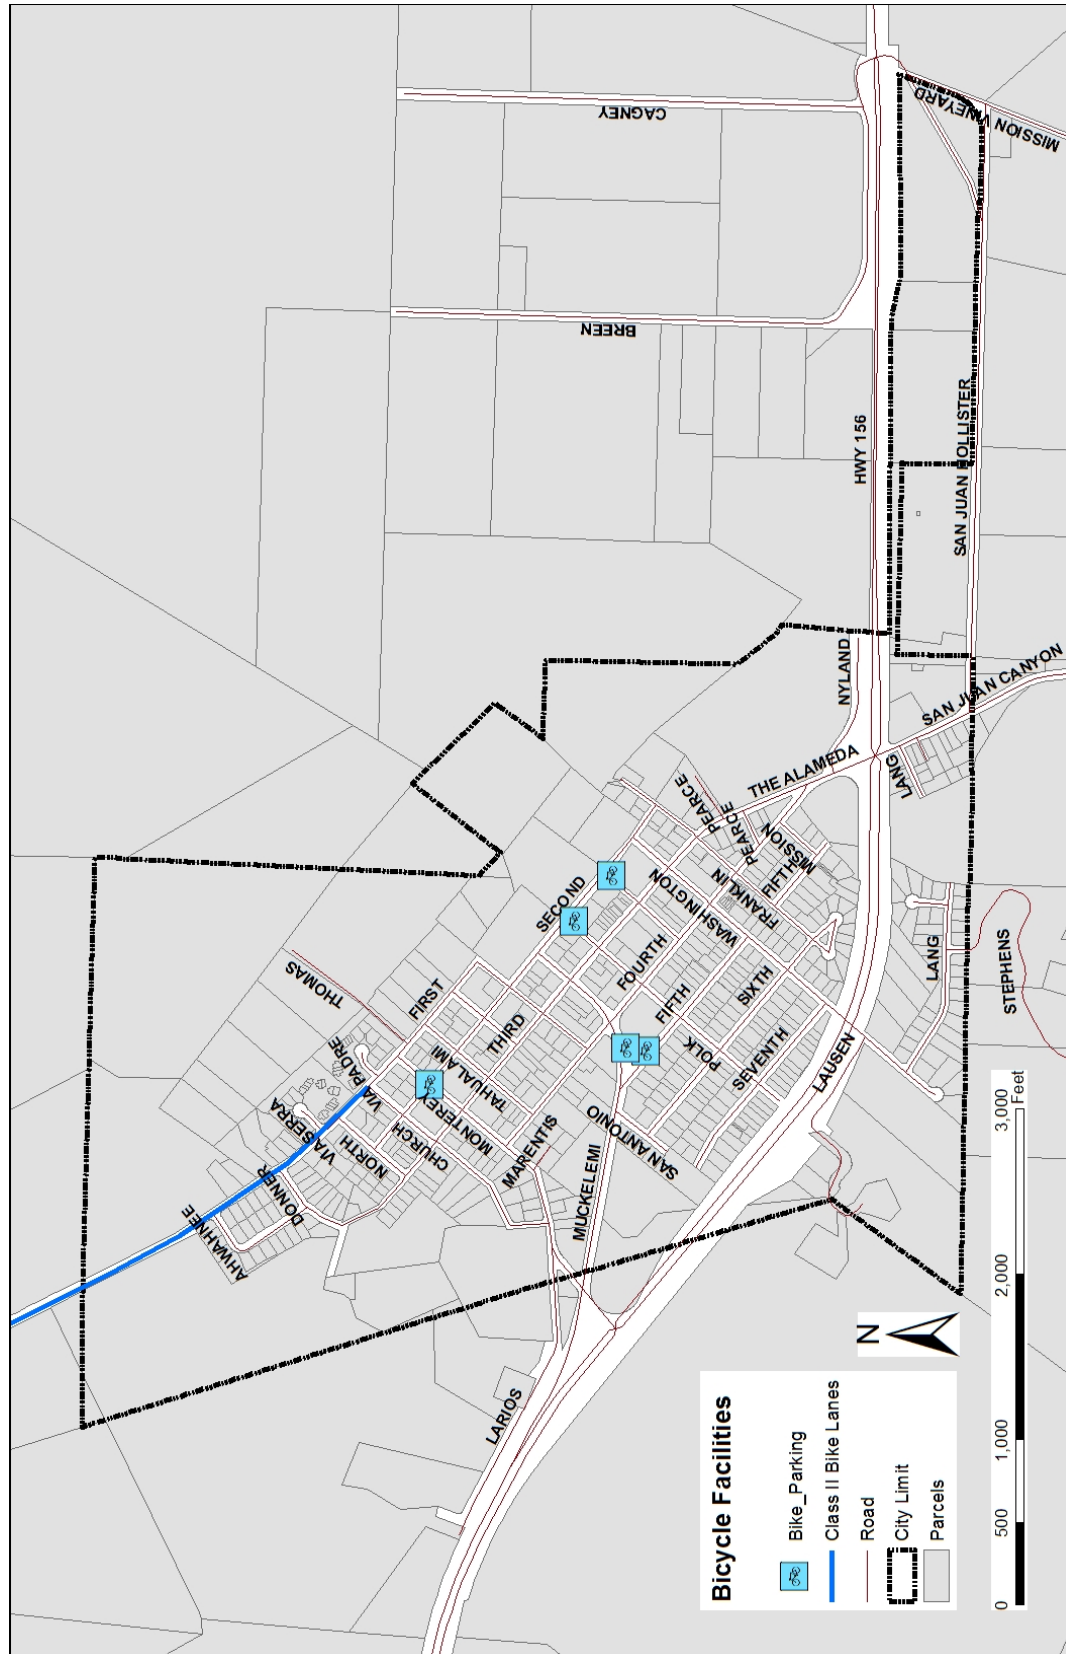 CAGNEY
MISSION VINEYARD
BREEN
HWY 156
SAN JUAN HOLLISTER
NYLAND
SAN JUAN CANYON
THE ALAMEDA
LANG
PEARCE
PEARCE
MISSION
FIFTH
FRANKLIN
WASHINGTON
SECOND
FOURTH
FIFTH
SIXTH
LANG
STEPHENS
THOMAS
FIRST
THIRD
POLK
SEVENTH
LAUSEN
VIA PADRE
TAHUALAMI
VIA SERRA
MONTEREY
CHURCH
NORTH
MARENTIS
SAN ANTONIO
MUCKELEMI
DONNER
AHWAHNEE
LARIOS
N
Bicycle Facilities
Bike_Parking
Class II Bike Lanes
Road
City Limit
Parcels
0 500 1,000 2,000 3,000
Feet